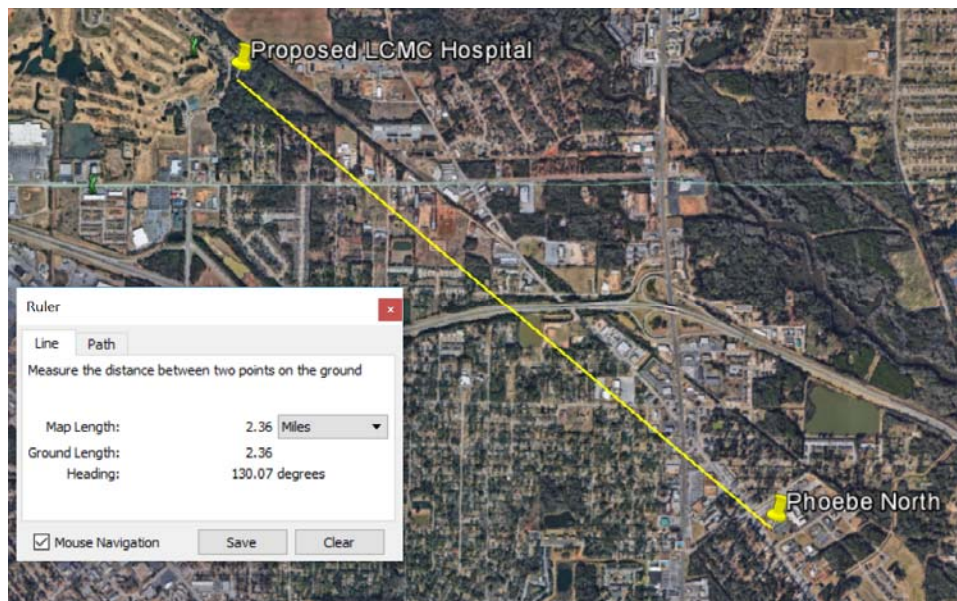 Proposed LCMC Hospital
Ruler
x
Line Path
Measure the distance between two points on the ground
Map Length: 2.36 Miles
Ground Length: 2.36
Heading: 130.07 degrees
Mouse Navigation Save Clear
Phoebe North